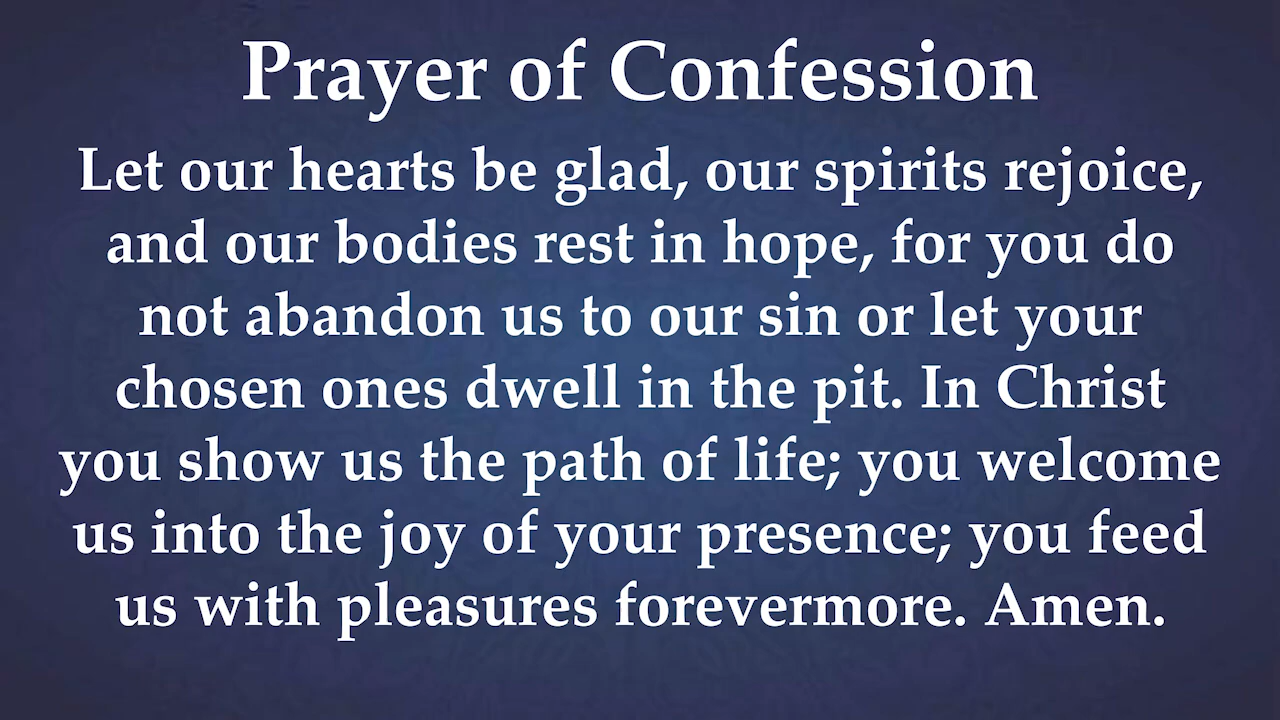 Prayer of Confession
Let our hearts be glad, our spirits rejoice,
and our bodies rest in hope, for you do
not abandon us to our sin or let your
chosen ones dwell in the pit. In Christ
you show us the path of life; you welcome
us into the joy of your presence; you feed
us with pleasures forevermore. Amen.